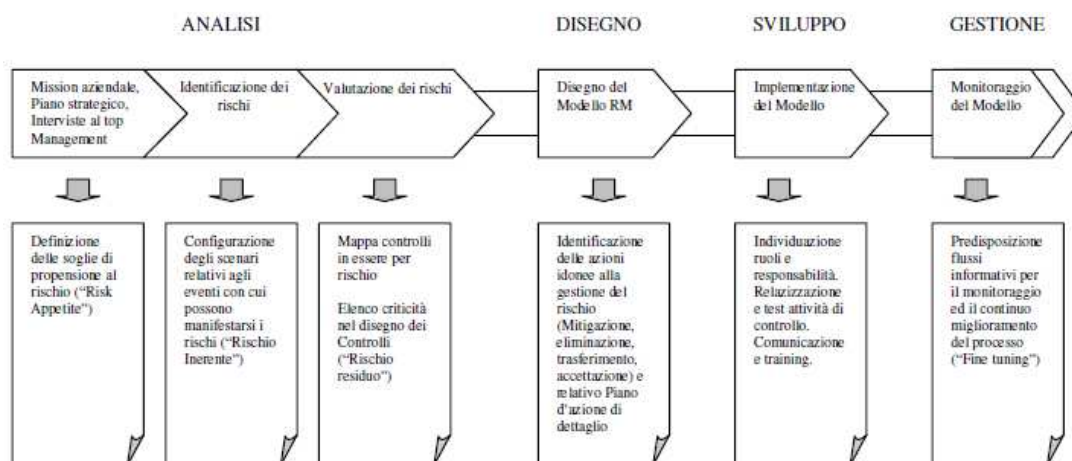 ANALISI
DISEGNO
SVILUPPO
GESTIONE
Mission aziendale,
Piano strategico,
Interviste al top
Management
Identificazione dei
rischi
Valutazione dei rischi
Disegno del
Modello RM
Implementazione
del Modello
Monitoraggio
del Modello
Definizione
delle soglie di
propensione al
rischio (“Risk
Appetite”)
Configurazione
degli scenari
relativi agli
eventi con cui
possono
manifestarsi i
rischi (“Rischio
Inerente”)
Mappa controlli
in essere per
rischio
Elenco criticità
nel disegno dei
Controlli
(“Rischio
residuo”)
Identificazione
delle azioni
idonee alla
gestione del
rischio
(Mitigazione,
eliminazione,
trasferimento,
accettazione) e
relativo Piano
d’azione di
dettaglio
Individuazione
ruoli e
responsabilità.
Relazizzazione
e test attività di
controllo.
Comunicazione
e training.
Predisposizione
flussi
informativi per
il monitoraggio
ed il continuo
miglioramento
del processo
(“Fine tuning”)